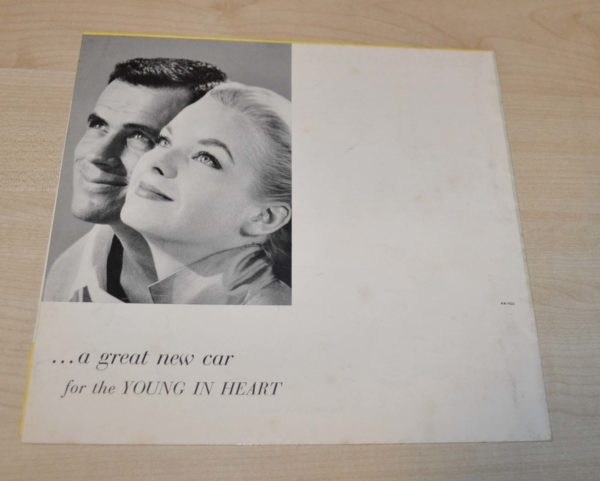 ...a great new car
for the YOUNG IN HEART